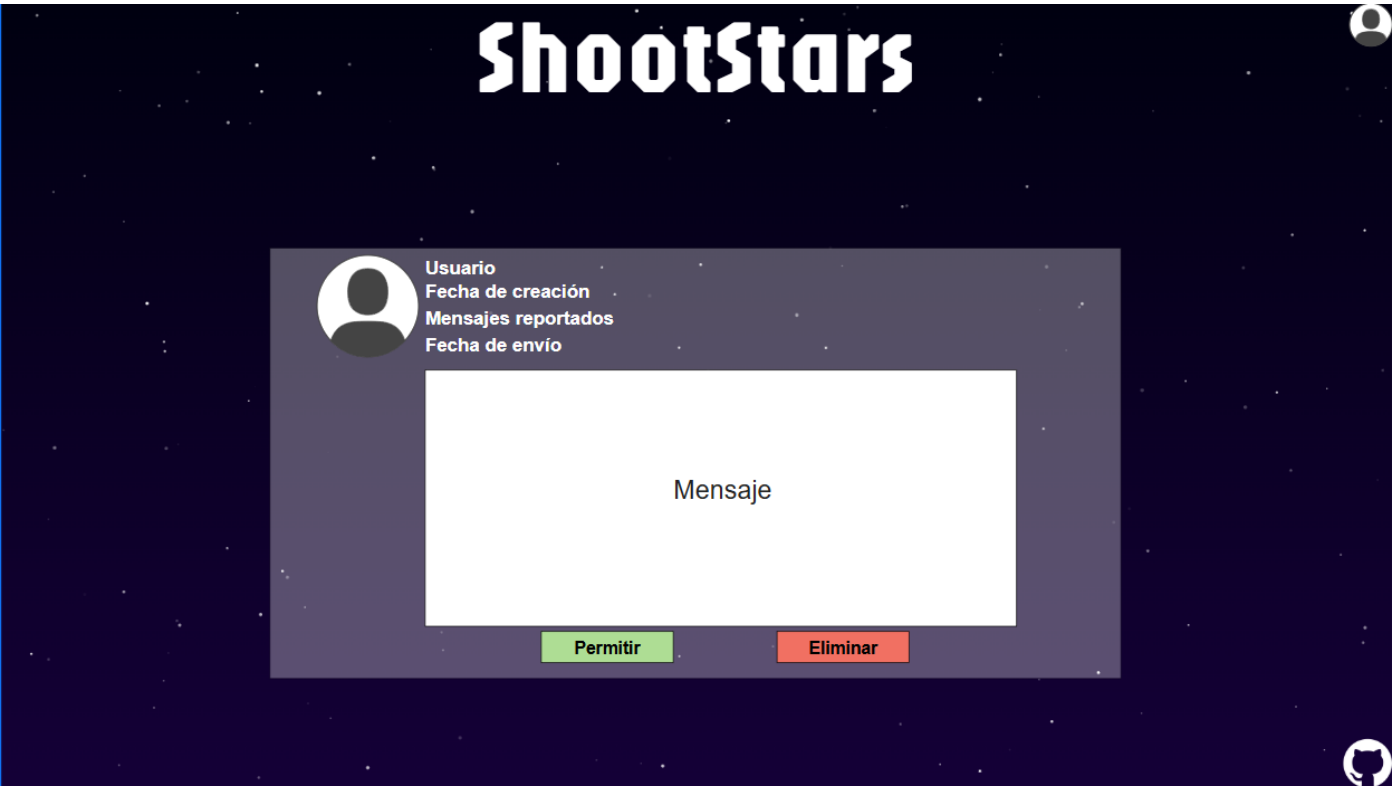 ShootStars
Usuario
Fecha de creación
Mensajes reportados
Fecha de envío
Mensaje
Permitir
Eliminar